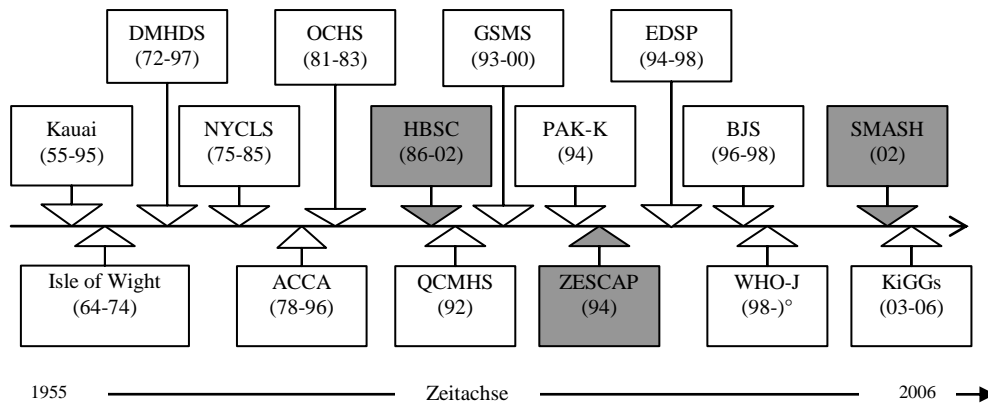 DMHDS
(72-97)
OCHS
(81-83)
GSMS
(93-00)
EDSP
(94-98)
Kauai
(55-95)
NYCLS
(75-85)
HBSC
(86-02)
PAK-K
(94)
BJS
(96-98)
SMASH
(02)
Isle of Wight
(64-74)
ACCA
(78-96)
QCMHS
(92)
ZESCAP
(94)
WHO-J
(98-)°
KiGGs
(03-06)
1955 Zeitachse 2006